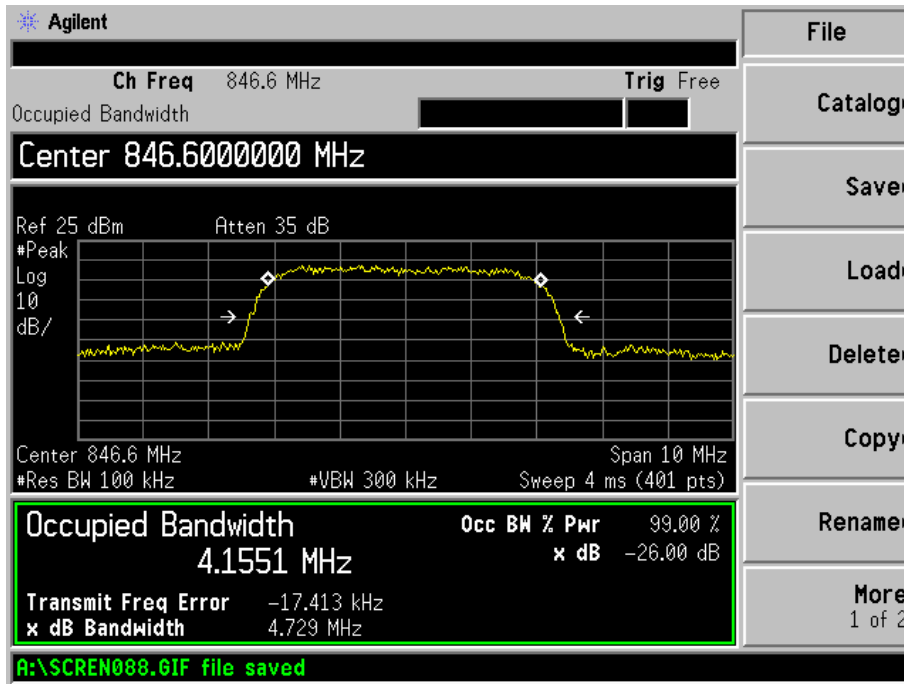 Agilent
File
Ch Freq 846.6 MHz Trig Free
Occupied Bandwidth
Catalog
Center 846.6000000 MHz
Save
Ref 25 dBm Atten 35 dB
#Peak
Log
10
dB/
Load
Delete
Copy
Center 846.6 MHz Span 10 MHz
#Res BW 100 kHz #VBW 300 kHz Sweep 4 ms (401 pts)
Occupied Bandwidth Occ BW % Pwr 99.00 %
4.1551 MHz x dB -26.00 dB
Rename
Transmit Freq Error -17.413 kHz
x dB Bandwidth 4.729 MHz
More
1 of 2
A:\SCREN088.GIF file saved